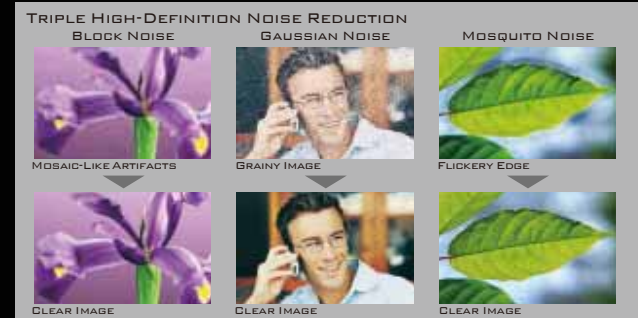 Triple High-Definition Noise Reduction
Block Noise
Gaussian Noise
Mosquito Noise
Mosaic-Like Artifacts
Grainy Image
Flickery Edge
Clear Image
Clear Image
Clear Image